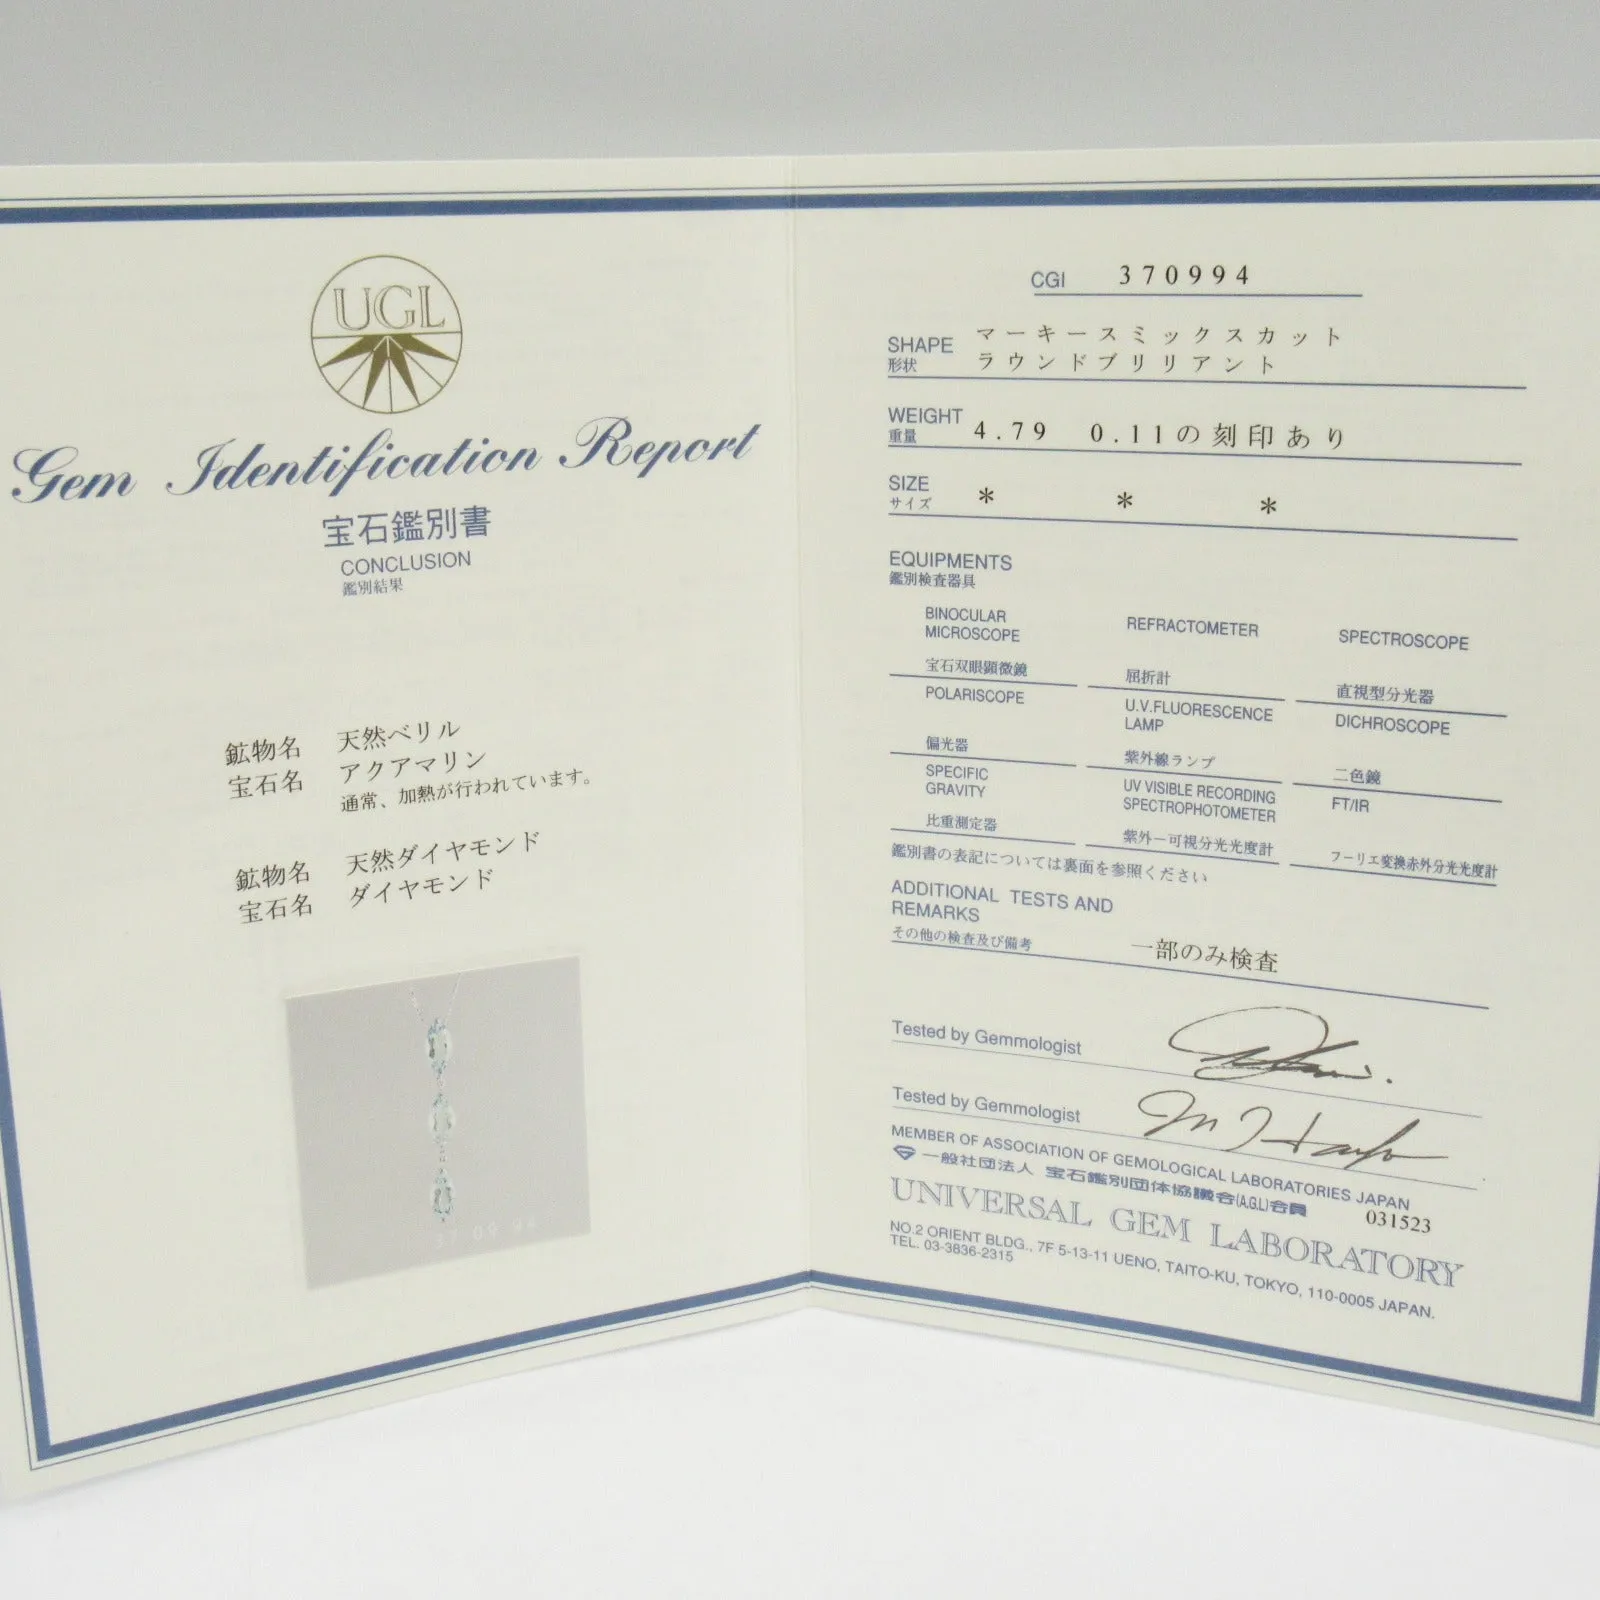 UGL
Gem Identification Report
宝石鑑別書
CONCLUSION
鑑別結果
鉱物名 天然ベリル
宝石名 アクアマリン
通常、加熱が行われています。
鉱物名 天然ダイヤモンド
宝石名 ダイヤモンド
CGI 370994
SHAPE マーキースミックスカット
形状 ラウンドブリリアント
WEIGHT
重量 4.79 0.11の刻印あり
SIZE
サイズ * * *
EQUIPMENTS
鑑別検査器具
BINOCULAR
MICROSCOPE
宝石双眼顕微鏡
REFRACTOMETER
屈折計
SPECTROSCOPE
直視型分光器
POLARISCOPE
偏光器
U.V.FLUORESCENCE
LAMP
紫外線ランプ
DICHROSCOPE
二色鏡
SPECIFIC
GRAVITY
比重測定器
UV VISIBLE RECORDING
SPECTROPHOTOMETER
紫外－可視分光光度計
FT/IR
フーリエ変換赤外分光光度計
鑑別書の表記については裏面を参照ください
ADDITIONAL TESTS AND
REMARKS
その他の検査及び備考 一部のみ検査
Tested by Gemmologist
Tested by Gemmologist
MEMBER OF ASSOCIATION OF GEMOLOGICAL LABORATORIES JAPAN
一般社団法人 宝石鑑別団体協議会(A.G.L)会員
031523
UNIVERSAL GEM LABORATORY
NO.2 ORIENT BLDG., 7F 5-13-11 UENO, TAITO-KU, TOKYO, 110-0005 JAPAN.
TEL. 03-3836-2315